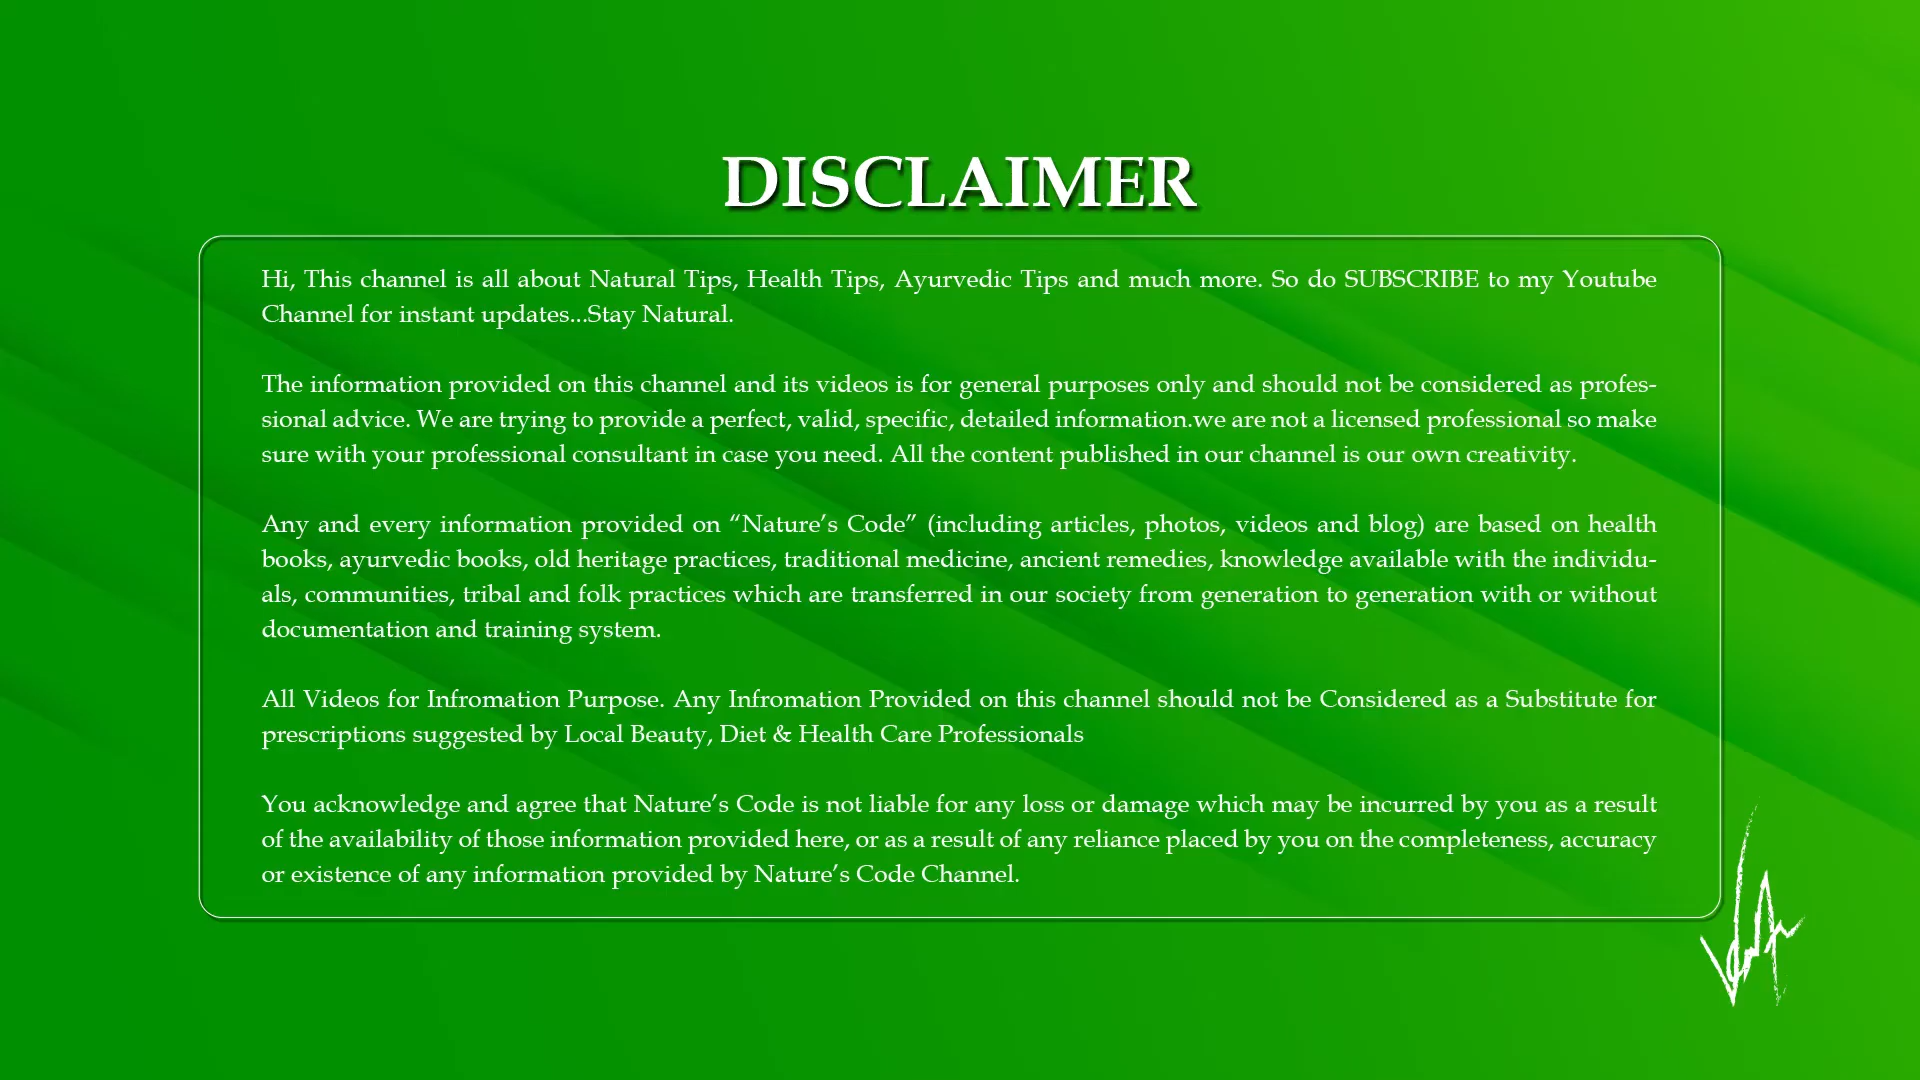 DISCLAIMER
Hi, This channel is all about Natural Tips, Health Tips, Ayurvedic Tips and much more. So do SUBSCRIBE to my Youtube
Channel for instant updates...Stay Natural.
The information provided on this channel and its videos is for general purposes only and should not be considered as profes-
sional advice. We are trying to provide a perfect, valid, specific, detailed information.we are not a licensed professional so make
sure with your professional consultant in case you need. All the content published in our channel is our own creativity.
Any and every information provided on “Nature’s Code” (including articles, photos, videos and blog) are based on health
books, ayurvedic books, old heritage practices, traditional medicine, ancient remedies, knowledge available with the individu-
als, communities, tribal and folk practices which are transferred in our society from generation to generation with or without
documentation and training system.
All Videos for Infromation Purpose. Any Infromation Provided on this channel should not be Considered as a Substitute for
prescriptions suggested by Local Beauty, Diet & Health Care Professionals
You acknowledge and agree that Nature’s Code is not liable for any loss or damage which may be incurred by you as a result
of the availability of those information provided here, or as a result of any reliance placed by you on the completeness, accuracy
or existence of any information provided by Nature’s Code Channel.